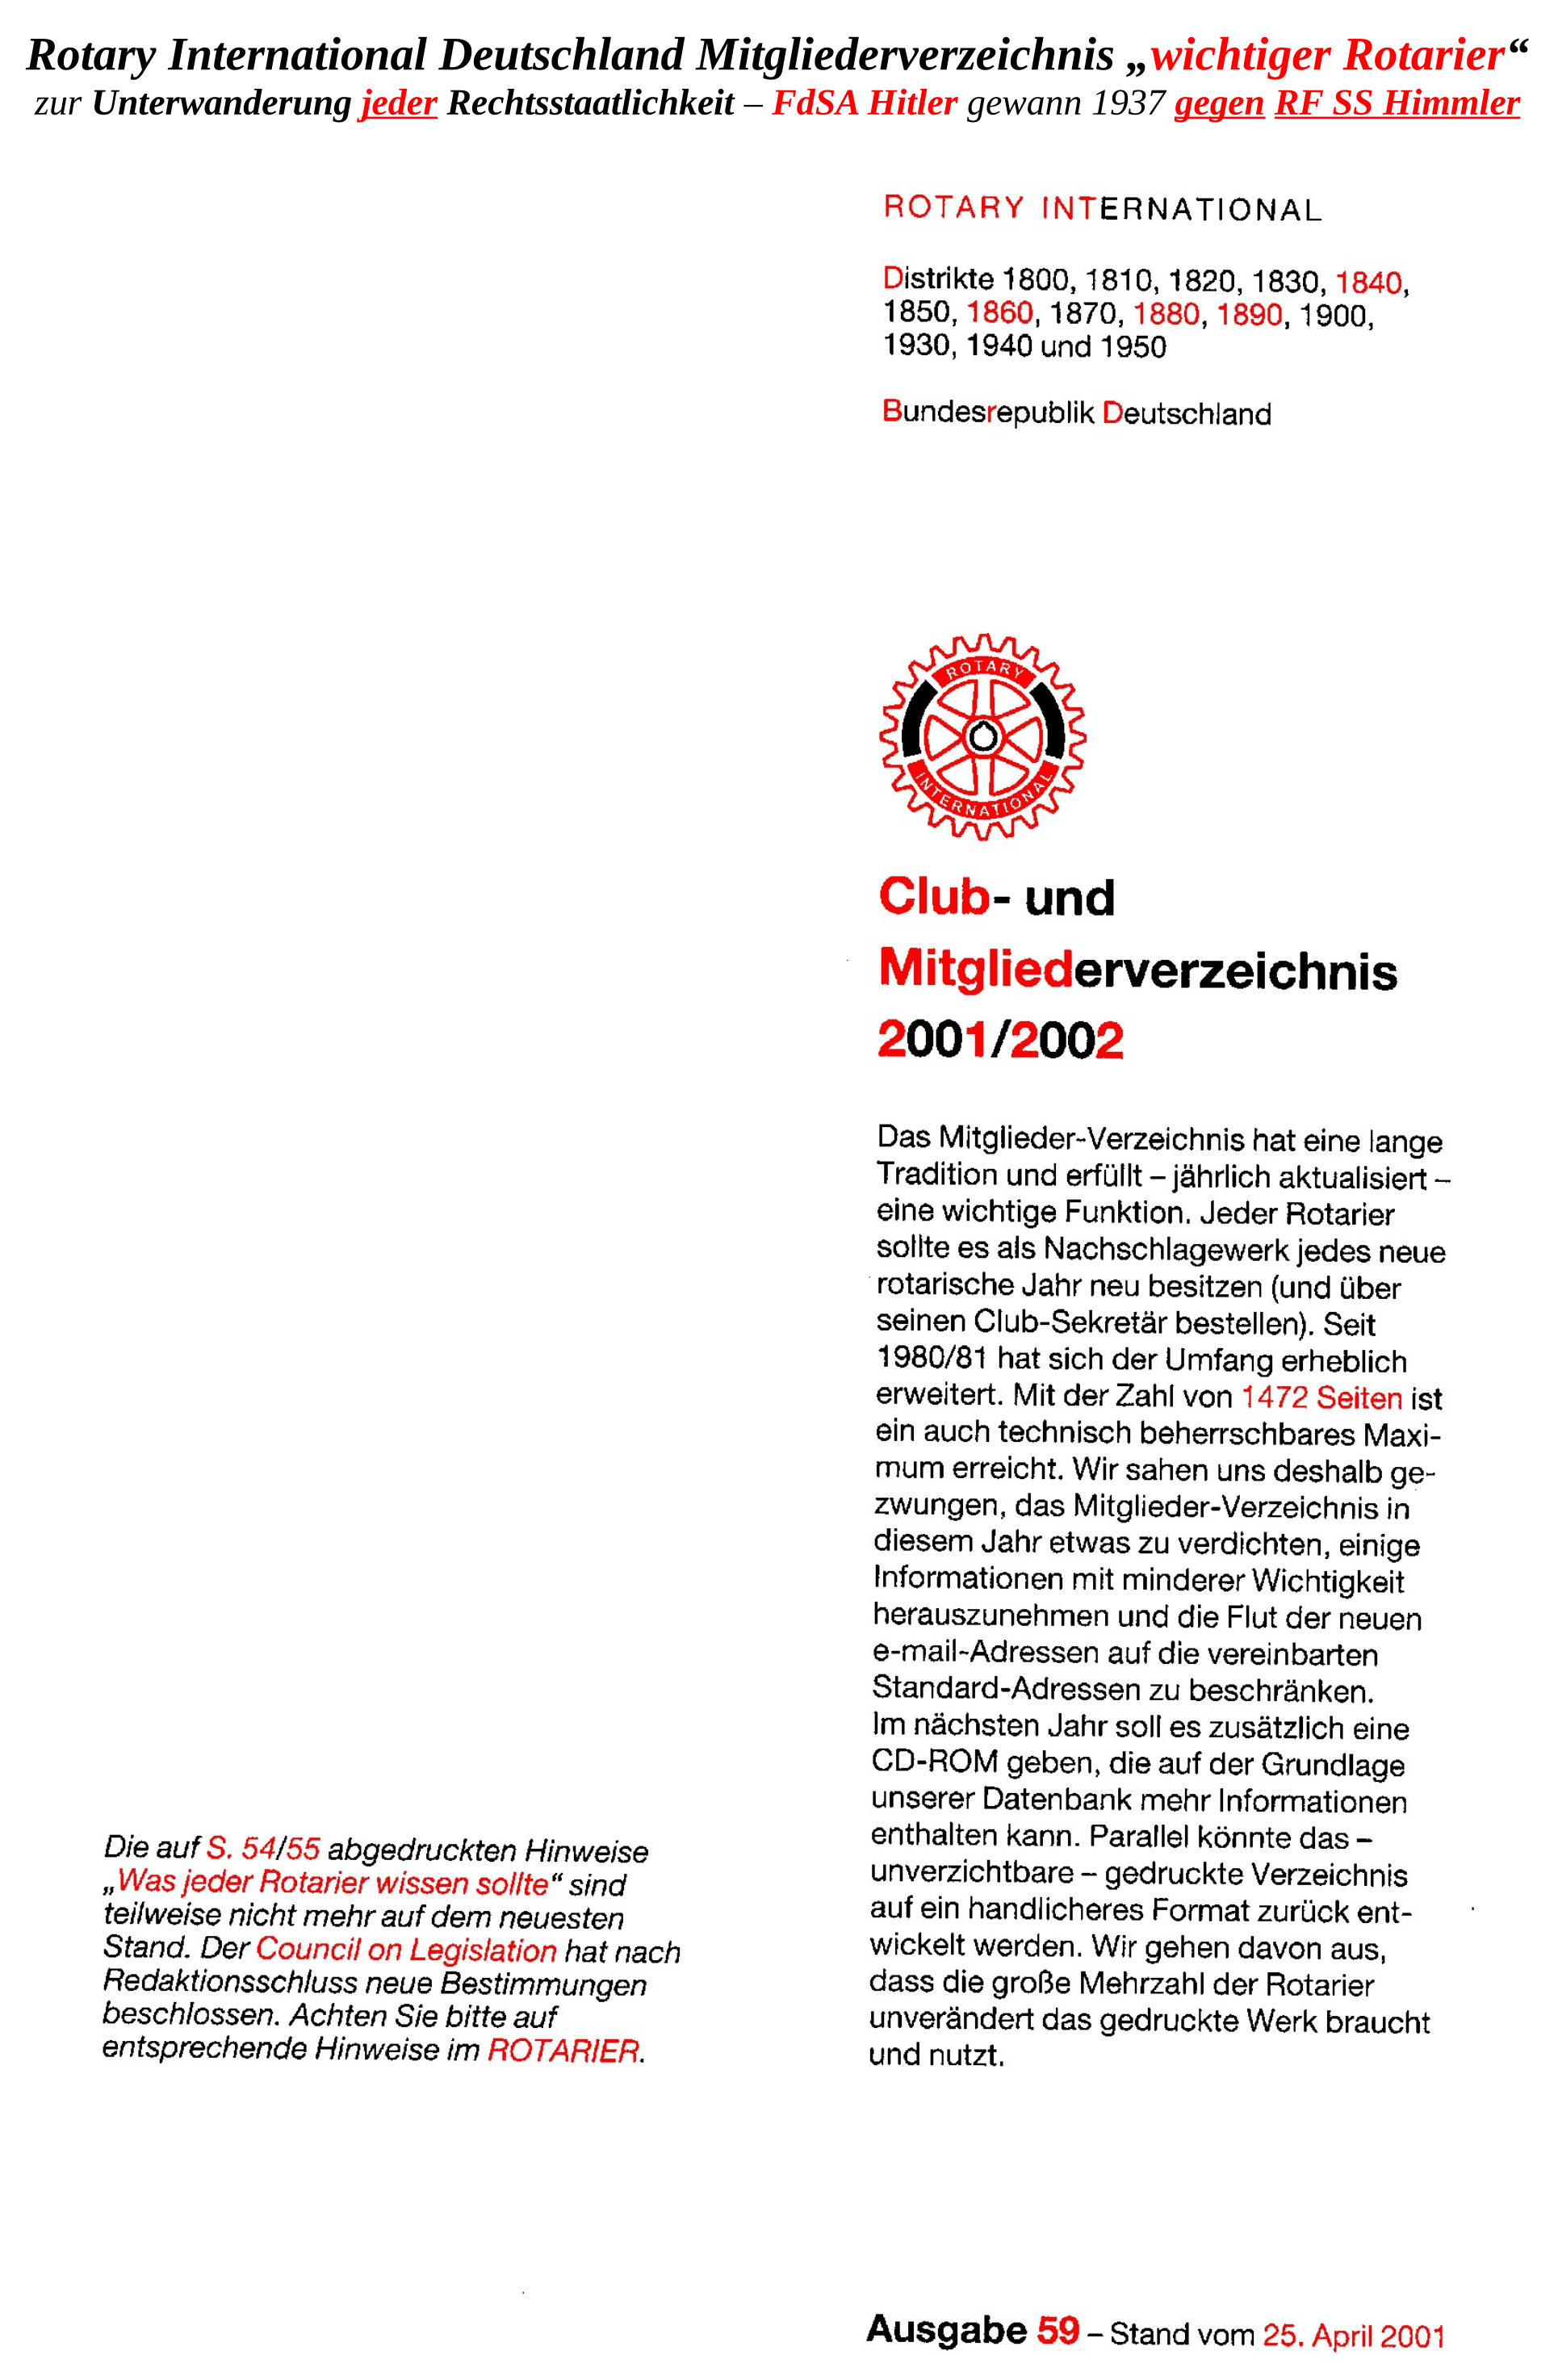 Rotary International Deutschland Mitgliederverzeichnis „wichtiger Rotarier“
zur Unterwanderung jeder Rechtsstaatlichkeit – FdSA Hitler gewann 1937 gegen RF SS Himmler
ROTARY INTERNATIONAL
Distrikte 1800, 1810, 1820, 1830, 1840,
1850, 1860, 1870, 1880, 1890, 1900,
1930, 1940 und 1950
Bundesrepublik Deutschland
ROTARY
INTERNATIONAL
Club- und
Mitgliederverzeichnis
2001/2002
Das Mitglieder-Verzeichnis hat eine lange
Tradition und erfüllt – jährlich aktualisiert –
eine wichtige Funktion. Jeder Rotarier
sollte es als Nachschlagewerk jedes neue
rotarische Jahr neu besitzen (und über
seinen Club-Sekretär bestellen). Seit
1980/81 hat sich der Umfang erheblich
erweitert. Mit der Zahl von 1472 Seiten ist
ein auch technisch beherrschbares Maxi-
mum erreicht. Wir sahen uns deshalb ge-
zwungen, das Mitglieder-Verzeichnis in
diesem Jahr etwas zu verdichten, einige
Informationen mit minderer Wichtigkeit
herauszunehmen und die Flut der neuen
e-mail-Adressen auf die vereinbarten
Standard-Adressen zu beschränken.
Im nächsten Jahr soll es zusätzlich eine
CD-ROM geben, die auf der Grundlage
unserer Datenbank mehr Informationen
enthalten kann. Parallel könnte das –
unverzichtbare – gedruckte Verzeichnis
auf ein handlicheres Format zurück ent-
wickelt werden. Wir gehen davon aus,
dass die große Mehrzahl der Rotarier
unverändert das gedruckte Werk braucht
und nutzt.
Die auf S. 54/55 abgedruckten Hinweise
„Was jeder Rotarier wissen sollte“ sind
teilweise nicht mehr auf dem neuesten
Stand. Der Council on Legislation hat nach
Redaktionsschluss neue Bestimmungen
beschlossen. Achten Sie bitte auf
entsprechende Hinweise im ROTARIER.
Ausgabe 59 – Stand vom 25. April 2001